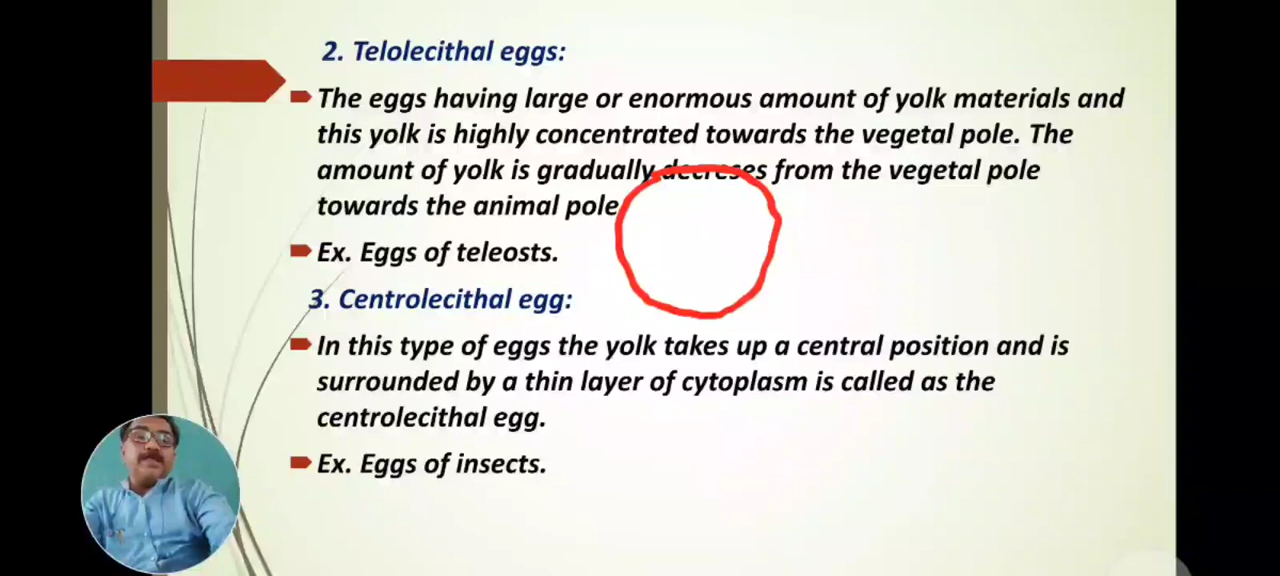 2. Telolecithal eggs:
The eggs having large or enormous amount of yolk materials and
this yolk is highly concentrated towards the vegetal pole. The
amount of yolk is gradually decreses from the vegetal pole
towards the animal pole
Ex. Eggs of teleosts.
3. Centrolecithal egg:
In this type of eggs the yolk takes up a central position and is
surrounded by a thin layer of cytoplasm is called as the
centrolecithal egg.
Ex. Eggs of insects.